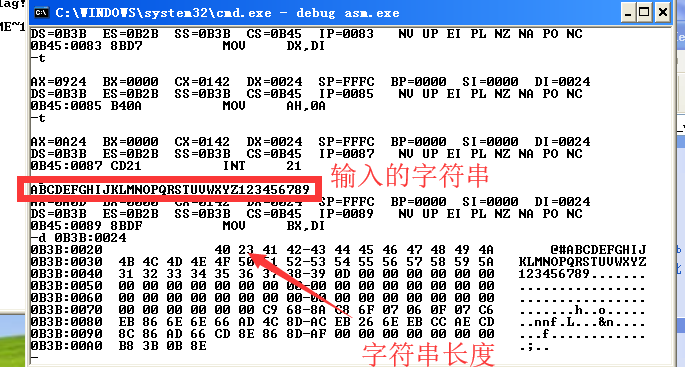 lag!
ME~1
C:\WINDOWS\system32\cmd.exe - debug asm.exe
DS=0B3B ES=0B2B SS=0B3B CS=0B45 IP=0083 NV UP EI PL NZ NA PO NC
0B45:0083 8BD7 MOV DX,DI
-t
AX=0924 BX=0000 CX=0142 DX=0024 SP=FFFC BP=0000 SI=0000 DI=0024
DS=0B3B ES=0B2B SS=0B3B CS=0B45 IP=0085 NV UP EI PL NZ NA PO NC
0B45:0085 B40A MOV AH,0A
-t
AX=0A24 BX=0000 CX=0142 DX=0024 SP=FFFC BP=0000 SI=0000 DI=0024
DS=0B3B ES=0B2B SS=0B3B CS=0B45 IP=0087 NV UP EI PL NZ NA PO NC
0B45:0087 CD21 INT 21
输入的字符串
ABCDEFGHIJKLMNOPQRSTUVWXYZ123456789
BX=0000 CX=0142 DX=0024 SP=FFFC BP=0000 SI=0000 DI=0024
DS=0B3B ES=0B2B SS=0B3B CS=0B45 IP=0089 NV UP EI PL NZ NA PO NC
0B45:0089 8BDF MOV BX,DI
-d 0B3B:0024
0B3B:0020 40 23 41 42-43 44 45 46 47 48 49 4A @#ABCDEFGHIJ
0B3B:0030 4B 4C 4D 4E 4F 50 51 52-53 54 55 56 57 58 59 5A KLMNOPQRSTUVWXYZ
0B3B:0040 31 32 33 34 35 36 37 38-39 0D 00 00 00 00 00 00 123456789.......
0B3B:0050 00 00 00 00 00 00 00 00-00 00 00 00 00 00 00 00 ................
0B3B:0060 00 00 00 00 00 00 00 00-00 00 00 00 00 00 00 00 ................
0B3B:0070 00 00 00 00 00 00 C9 68-8A C8 6F 07 06 0F 07 C6 .......h..o.....
0B3B:0080 EB 86 6E 6E 66 AD 4C 8D-AC EB 26 6E EB CC AE CD ..nnf.L...&n....
0B3B:0090 8C 86 AD 66 CD 8E 86 8D-AF 00 00 00 00 00 00 00 ...f............
0B3B:00A0 B8 3B 0B 8E .;..
字符串长度
-